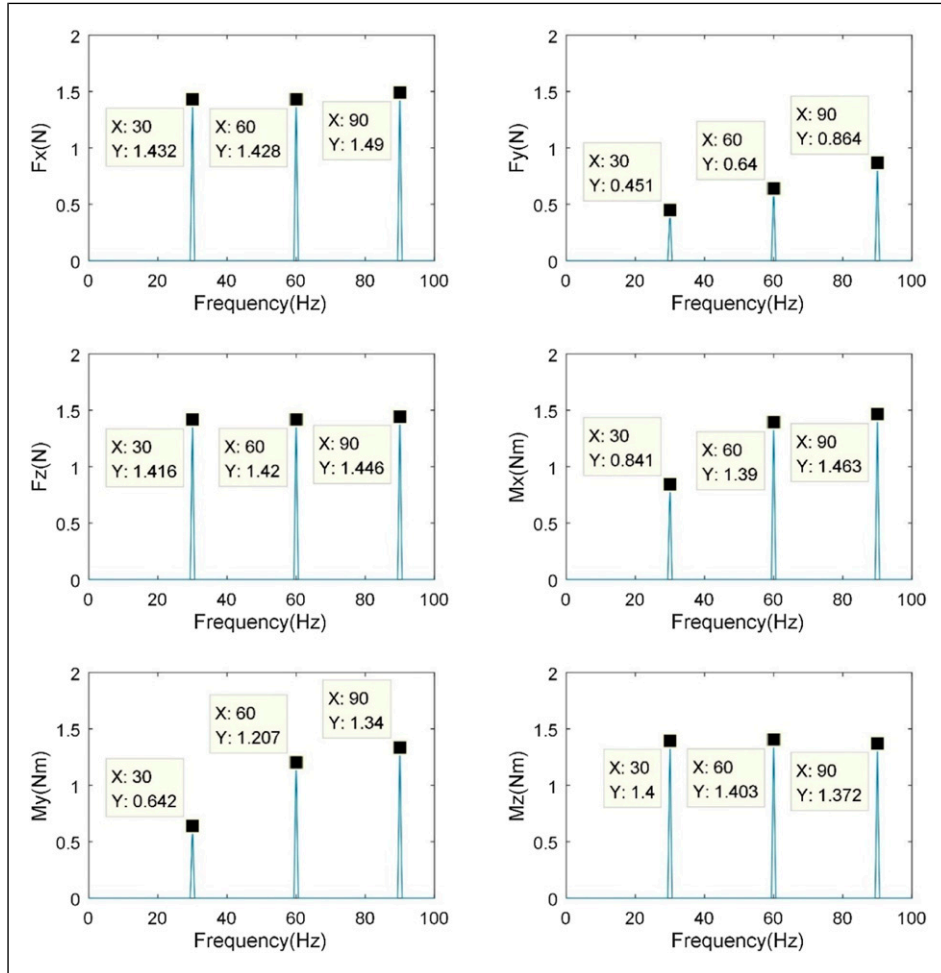 2
1.5
1
0.5
0
Fx(N)
X: 30
Y: 1.432
X: 60
Y: 1.428
X: 90
Y: 1.49
0 20 40 60 80 100
Frequency(Hz)
2
1.5
1
0.5
0
Fy(N)
X: 30
Y: 0.451
X: 60
Y: 0.64
X: 90
Y: 0.864
0 20 40 60 80 100
Frequency(Hz)
2
1.5
1
0.5
0
Fz(N)
X: 30
Y: 1.416
X: 60
Y: 1.42
X: 90
Y: 1.446
0 20 40 60 80 100
Frequency(Hz)
2
1.5
1
0.5
0
Mx(Nm)
X: 30
Y: 0.841
X: 60
Y: 1.39
X: 90
Y: 1.463
0 20 40 60 80 100
Frequency(Hz)
2
1.5
1
0.5
0
My(Nm)
X: 30
Y: 0.642
X: 60
Y: 1.207
X: 90
Y: 1.34
0 20 40 60 80 100
Frequency(Hz)
2
1.5
1
0.5
0
Mz(Nm)
X: 30
Y: 1.4
X: 60
Y: 1.403
X: 90
Y: 1.372
0 20 40 60 80 100
Frequency(Hz)